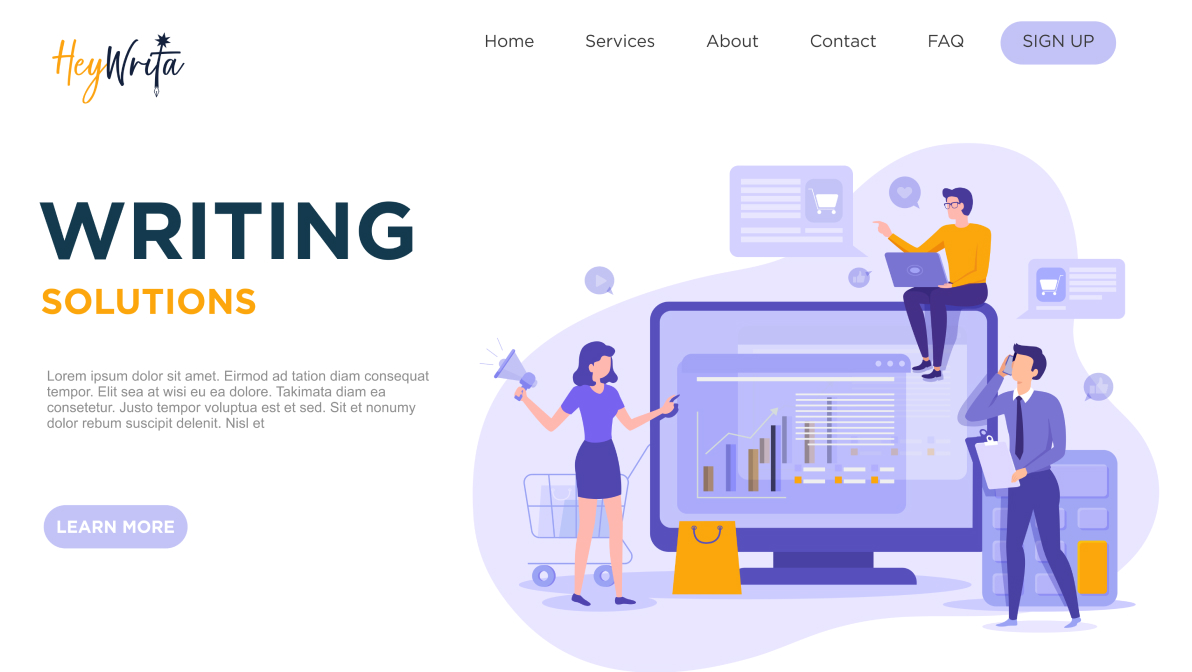 HeyWrita
Home Services About Contact FAQ SIGN UP
WRITING
SOLUTIONS
Lorem ipsum dolor sit amet. Eirmod ad tation diam consequat
tempor. Elit sea at wisi eu ea dolore. Takimata diam ea
consetetur. Justo tempor voluptua est et sed. Sit et nonumy
dolor rebum suscipit delenit. Nisl et
LEARN MORE